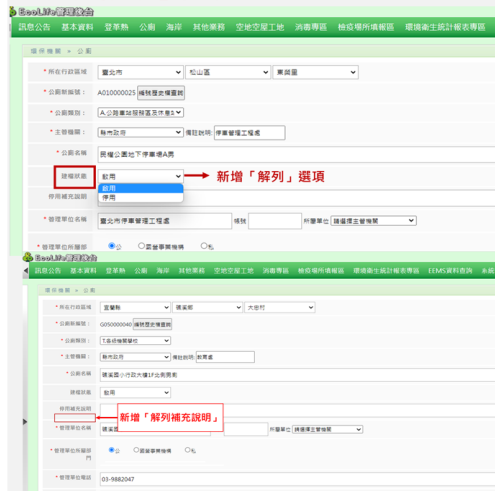 EcoLife管理後台
訊息公告 基本資料 登革熱 公廁 海岸 其他業務 空地空屋工地 消毒專區 檢疫場所填報區 環境衛生統計報表專區
環保機關 » 公廁
* 所在行政區域 臺北市 松山區 東榮里
* 公廁新編號： A010000025 編號歷史檔查詢
* 公廁類別：
* 主管機關： 縣市政府 備註說明: 停車管理工程處
* 公廁名稱 民權公園地下停車場A男
建檔狀態 啟用 新增「解列」選項
啟用
停用
停用補充說明
* 管理單位名稱 臺北市停車管理工程處 帳號 所屬單位 請選擇主管機關
* 管理單位所屬部 公 公營事業機構 私
EcoLife管理後台
訊息公告 基本資料 登革熱 公廁 海岸 其他業務 空地空屋工地 消毒專區 檢疫場所填報區 環境衛生統計報表專區 EEMS資料查詢 系統
環保機關 » 公廁
* 所在行政區域 宜蘭縣 礁溪鄉 大忠村
* 公廁新編號： G050000040 編號歷史檔查詢
* 公廁類別：
* 主管機關： 縣市政府 備註說明: 教育處
* 公廁名稱 礁溪國小行政大樓1F北側男廁
建檔狀態 啟用
停用補充說明
新增「解列補充說明」
* 管理單位名稱 礁溪國 所屬單位 請選擇主管機關
* 管理單位所屬部門 公 公營事業機構 私
* 管理單位電話 03-9882047